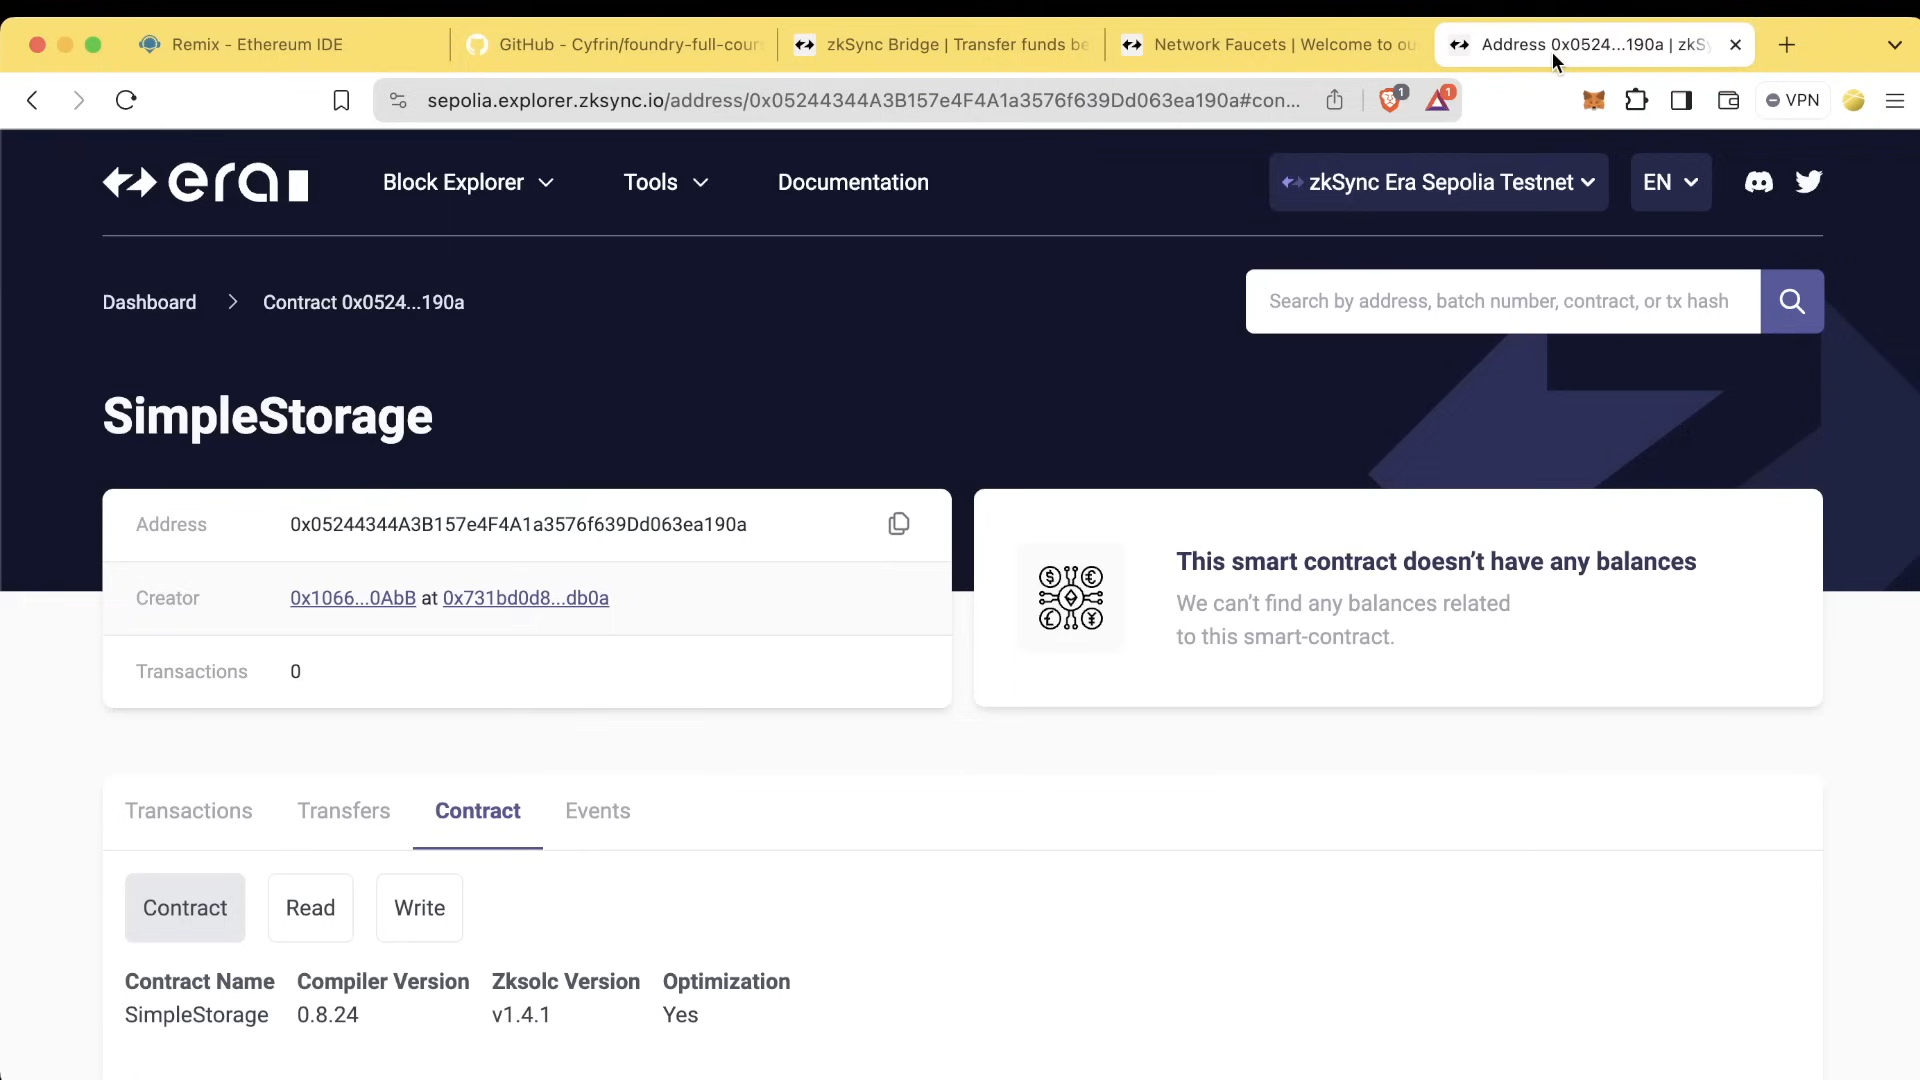 Remix - Ethereum IDE
GitHub - Cyfrin/foundry-full-cour
zkSync Bridge | Transfer funds be
Network Faucets | Welcome to ou
Address 0x0524...190a | zkS
sepolia.explorer.zksync.io/address/0x05244344A3B157e4F4A1a3576f639Dd063ea190a#con...
1
1
VPN
era
Block Explorer
Tools
Documentation
zkSync Era Sepolia Testnet
EN
Dashboard
Contract 0x0524...190a
Search by address, batch number, contract, or tx hash
SimpleStorage
Address
0x05244344A3B157e4F4A1a3576f639Dd063ea190a
Creator
0x1066...0AbB at 0x731bd0d8...db0a
Transactions
0
This smart contract doesn’t have any balances
We can’t find any balances related
to this smart-contract.
Transactions
Transfers
Contract
Events
Contract
Read
Write
Contract Name
Compiler Version
Zksolc Version
Optimization
SimpleStorage
0.8.24
v1.4.1
Yes